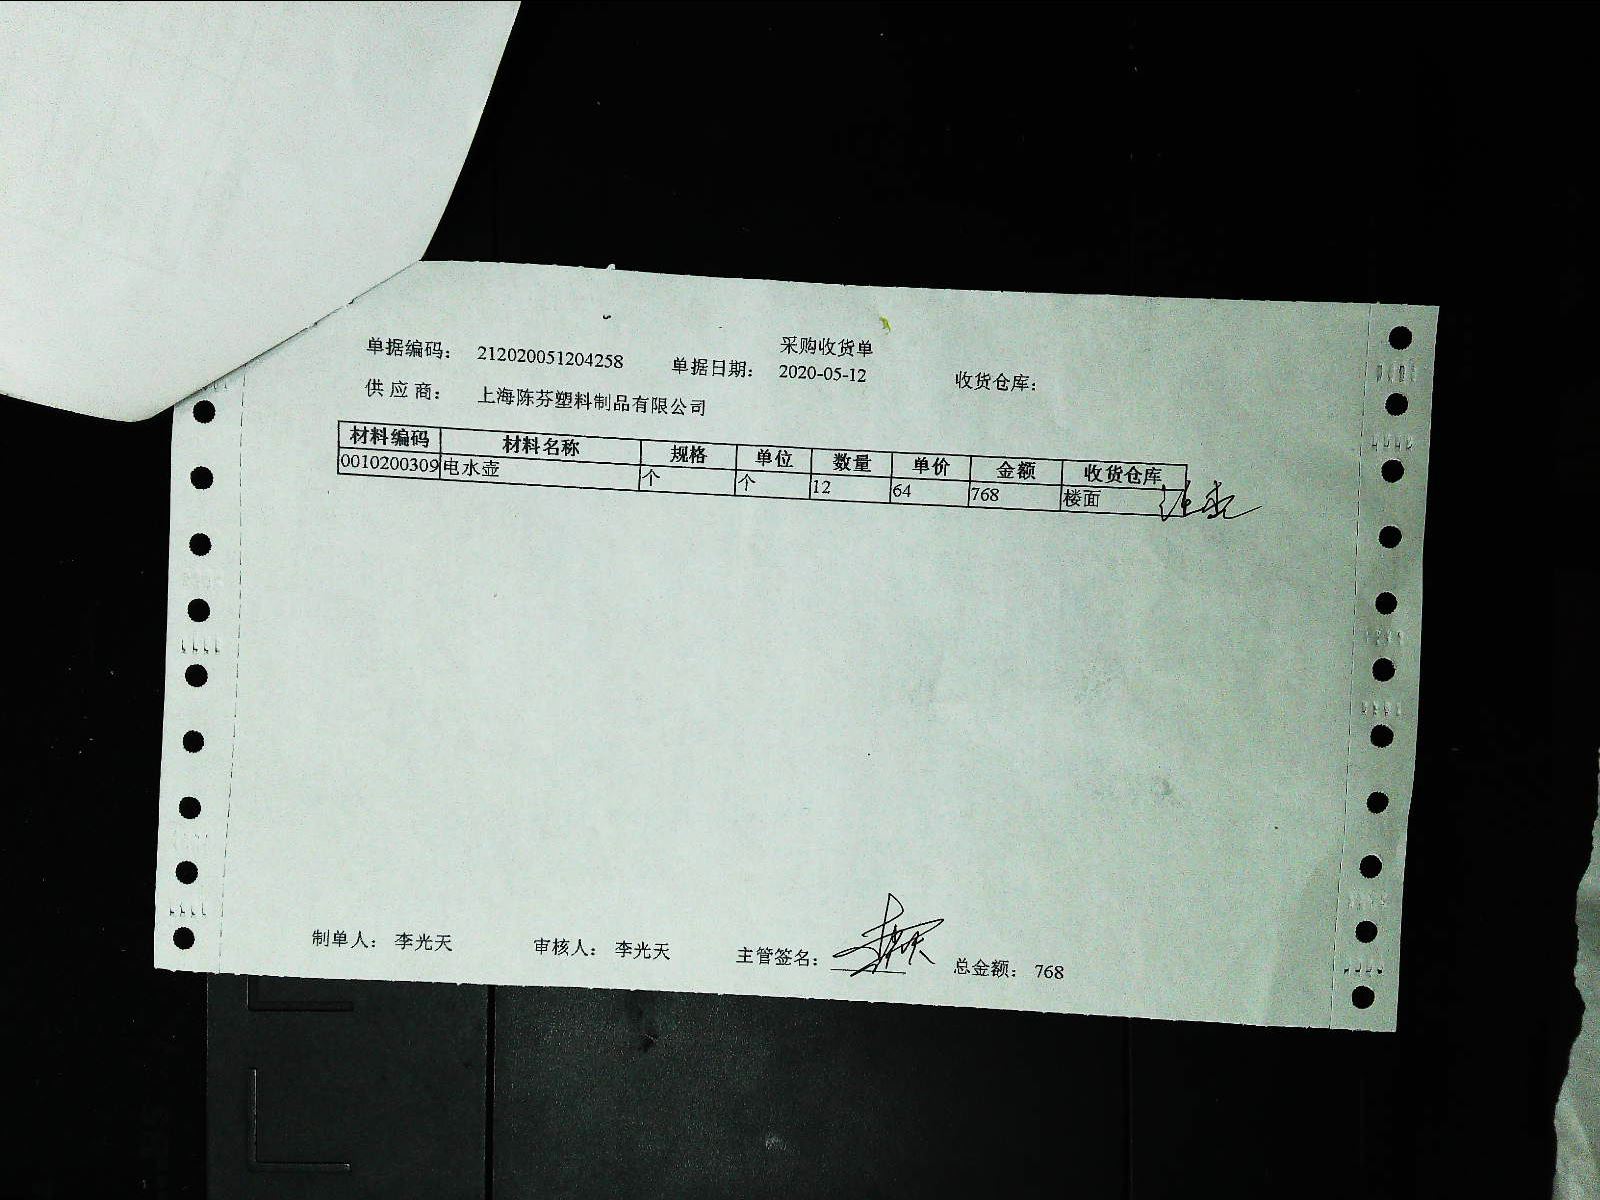 采购收货单
单据编码： 212020051204258 单据日期： 2020-05-12 收货仓库：
供应商： 上海陈芬塑料制品有限公司
材料编码 材料名称 规格 单位 数量 单价 金额 收货仓库
0010200309 电水壶 个 个 12 64 768 楼面
制单人： 李光天 审核人： 李光天 主管签名： 总金额： 768